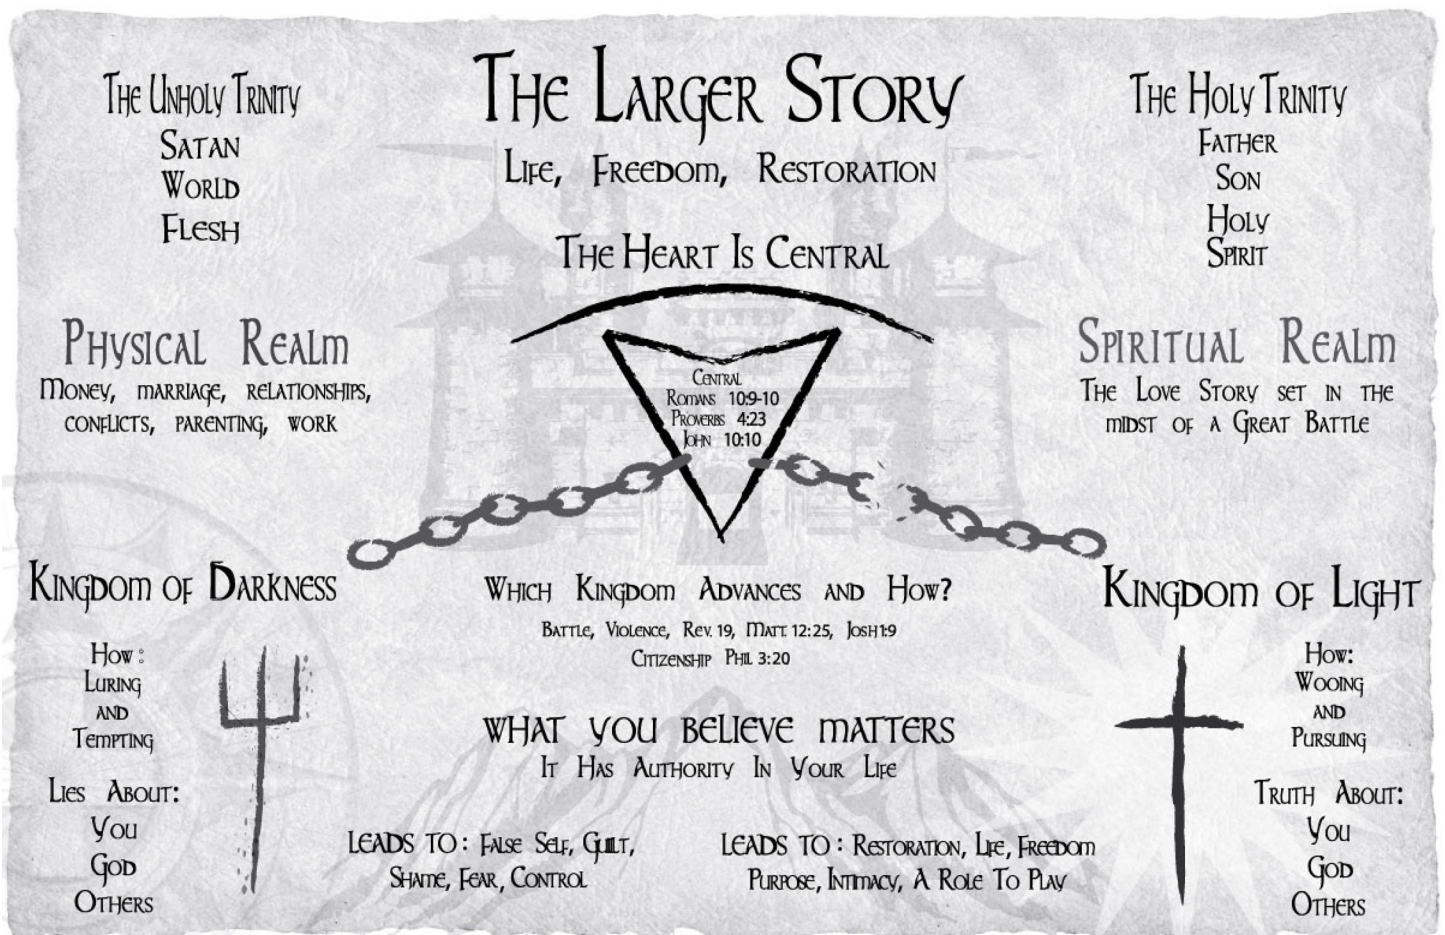 The Larger Story
Life, Freedom, Restoration
The Unholy Trinity
Satan
World
Flesh
The Holy Trinity
Father
Son
Holy
Spirit
The Heart Is Central
Physical Realm
Money, marriage, relationships,
conflicts, parenting, work
Central
Romans 10:9-10
Proverbs 4:23
John 10:10
Spiritual Realm
The Love Story set in the
midst of a Great Battle
Kingdom of Darkness
How:
Luring
and
Tempting
Lies About:
You
God
Others
Which Kingdom Advances and How?
Battle, Violence, Rev. 19, Matt. 12:25, Josh1:9
Citizenship Phil 3:20
What you believe matters
It Has Authority In Your Life
Leads to: False Self, Guilt,
Shame, Fear, Control
Leads to: Restoration, Life, Freedom
Purpose, Intimacy, A Role To Play
Kingdom of Light
How:
Wooing
and
Pursuing
Truth About:
You
God
Others